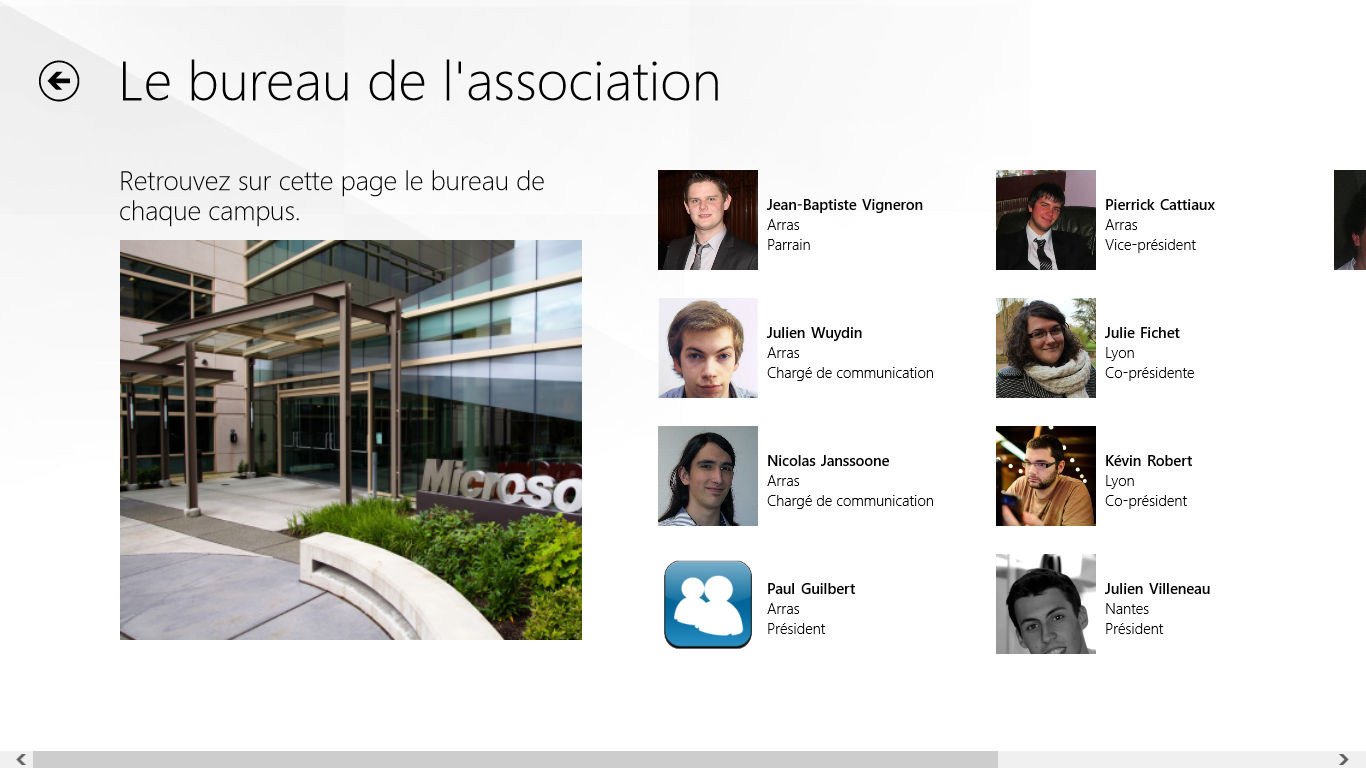 Le bureau de l'association
Retrouvez sur cette page le bureau de
chaque campus.
Microso
Jean-Baptiste Vigneron
Arras
Parrain
Julien Wuydin
Arras
Chargé de communication
Nicolas Janssoone
Arras
Chargé de communication
Paul Guilbert
Arras
Président
Pierrick Cattiaux
Arras
Vice-président
Julie Fichet
Lyon
Co-présidente
Kévin Robert
Lyon
Co-président
Julien Villeneau
Nantes
Président